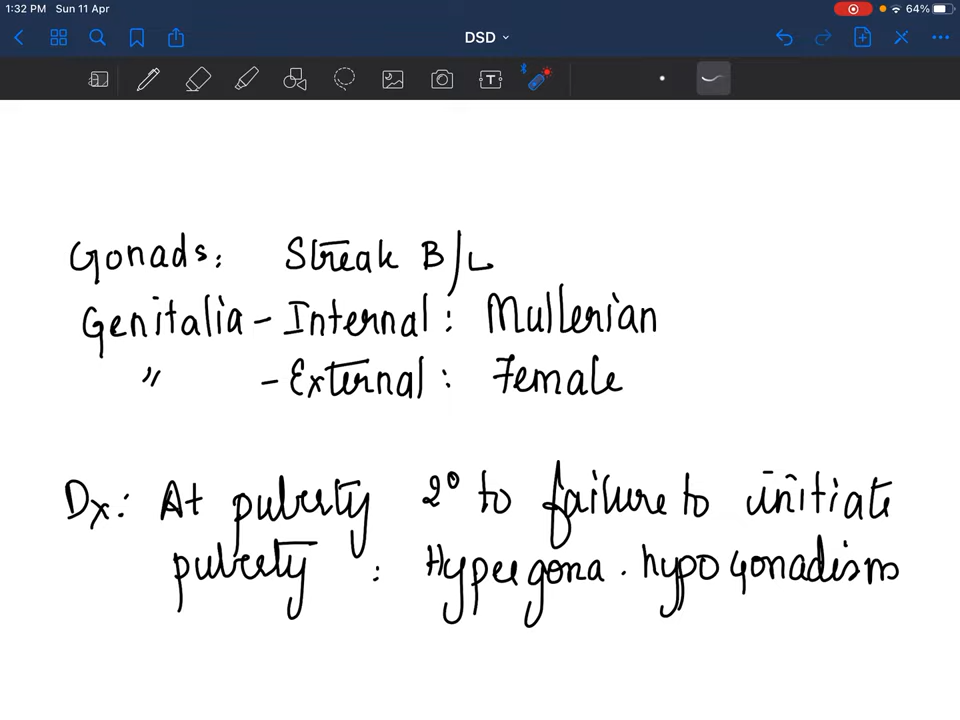 1:32 PM Sun 11 Apr 64%
DSD
T
Gonads: Streak B/L
Genitalia - Internal: Mullerian
" - External: Female
Dx: At puberty 2° to failure to initiate
puberty : Hypergona. hypogonadism